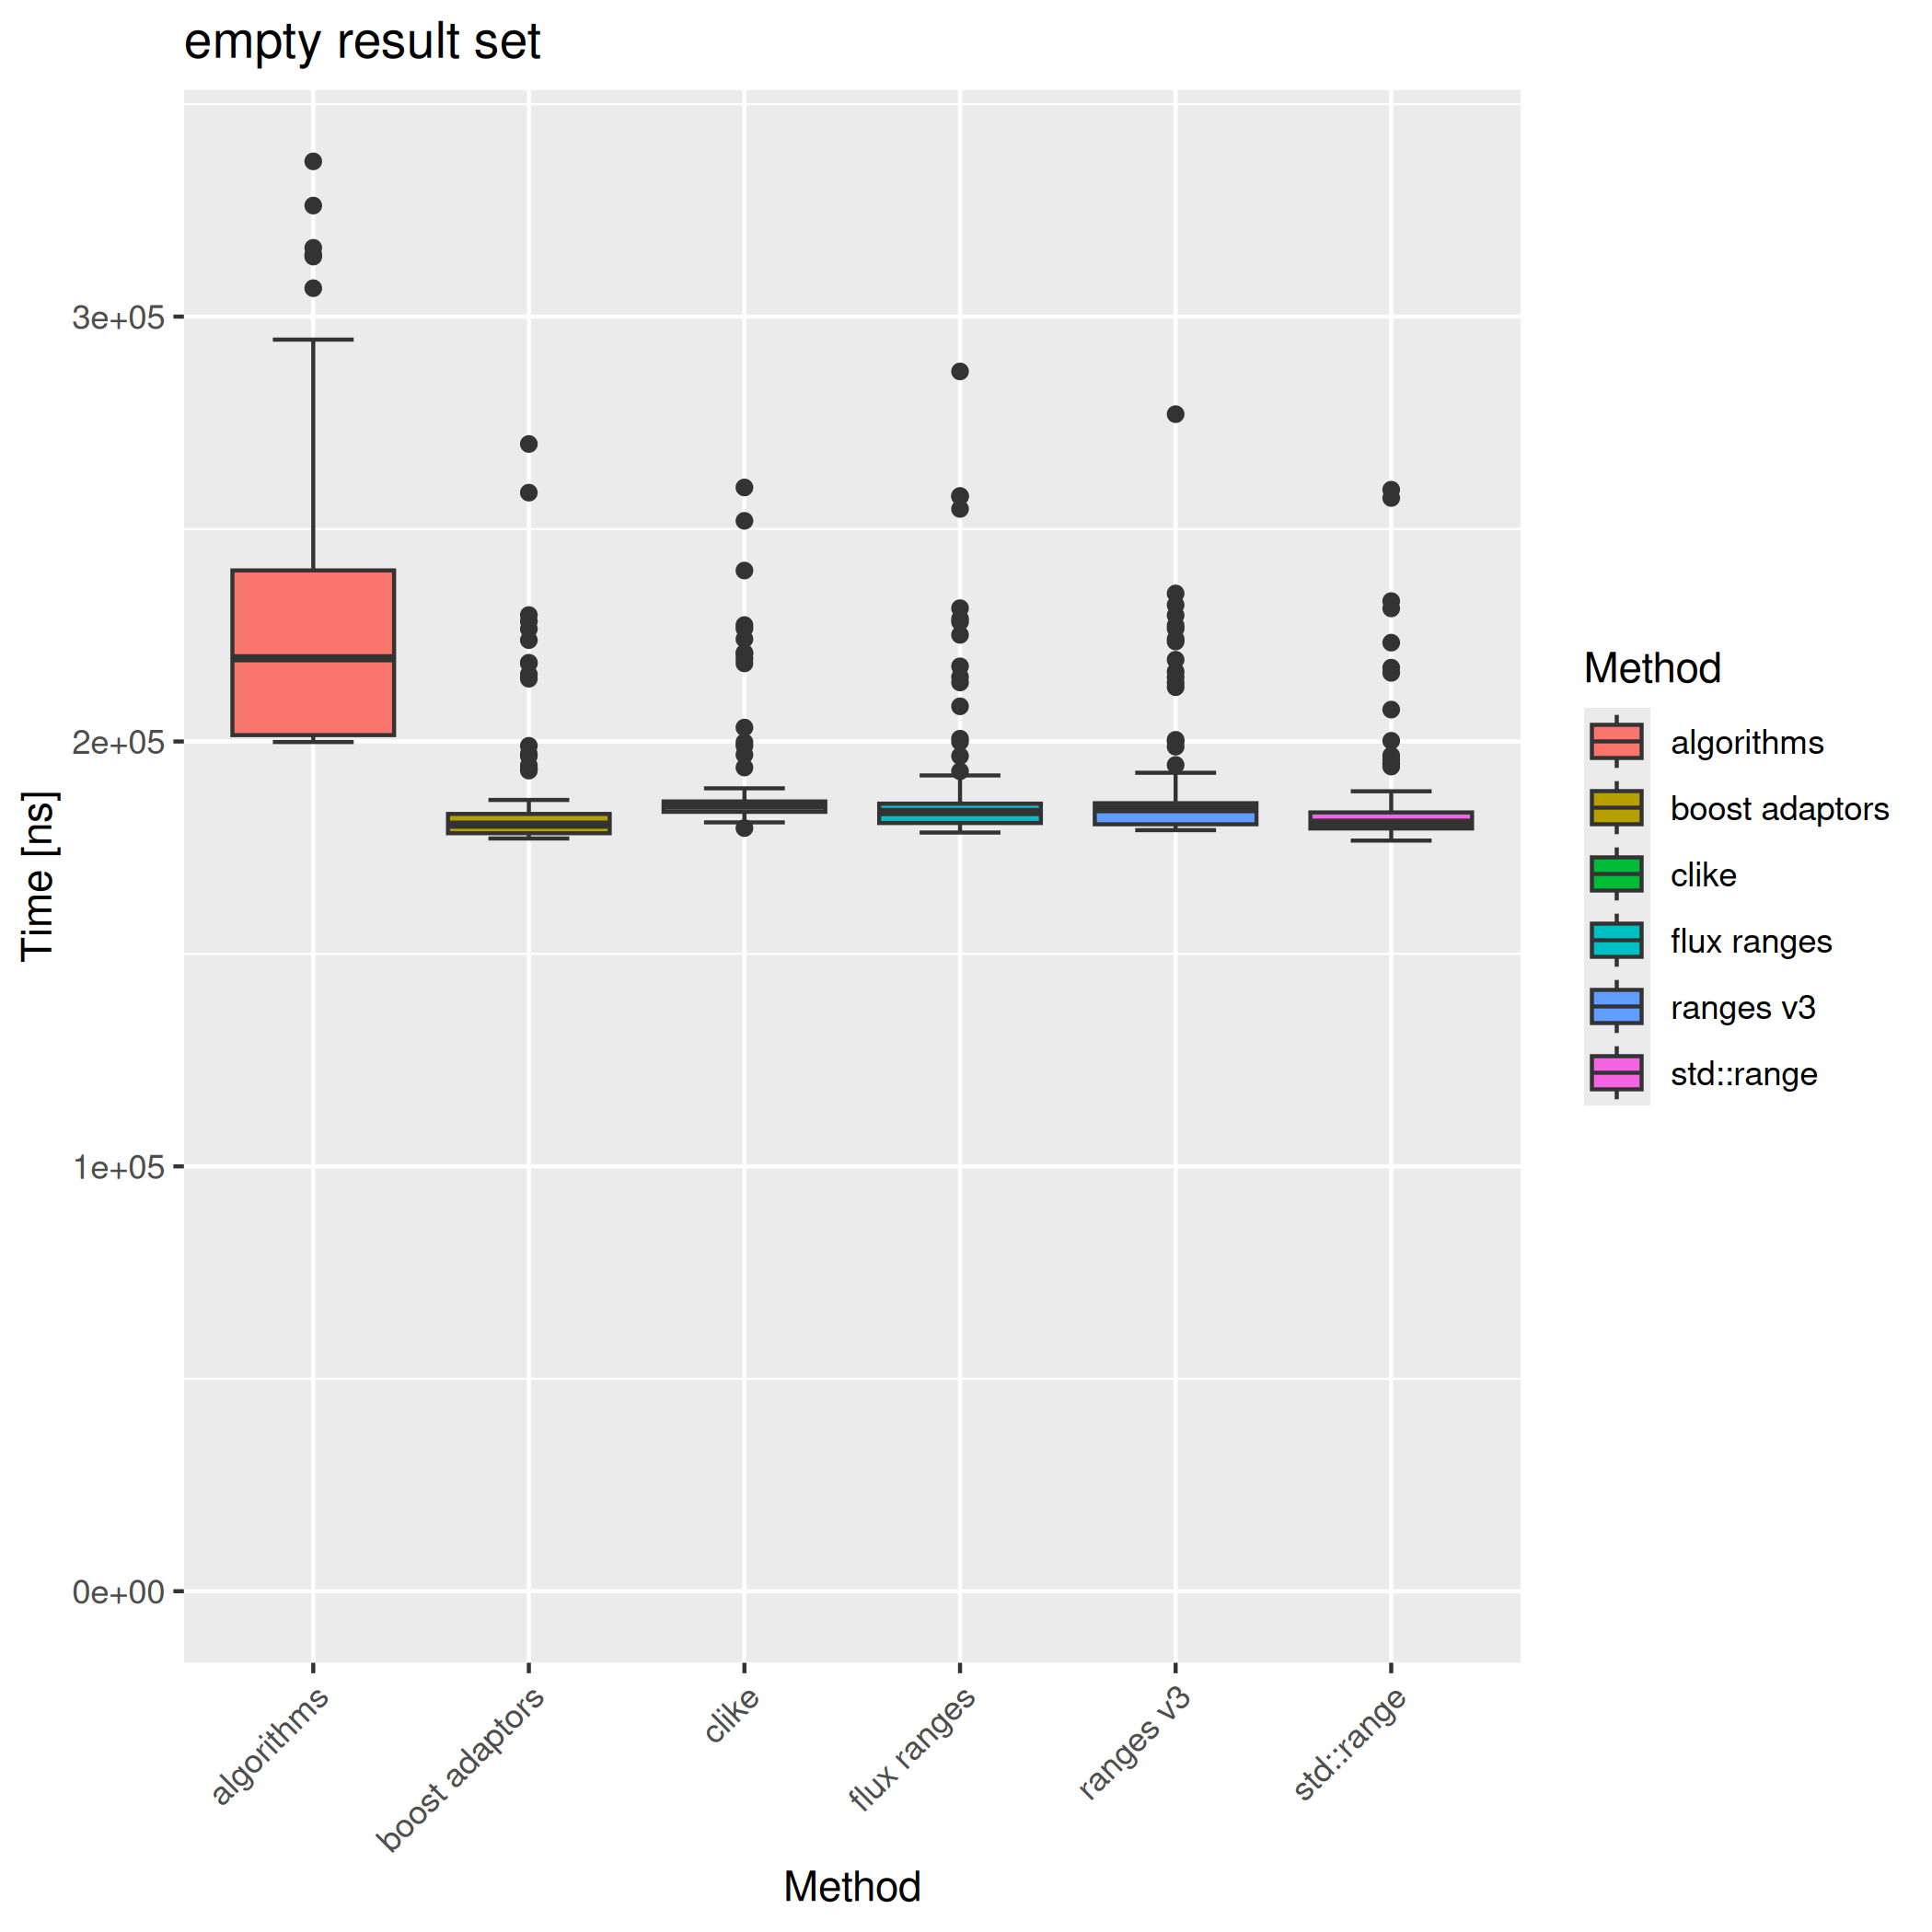 empty result set
Time [ns]
3e+05
2e+05
1e+05
0e+00
algorithms
boost adaptors
clike
flux ranges
ranges v3
std::range
Method
Method
algorithms
boost adaptors
clike
flux ranges
ranges v3
std::range